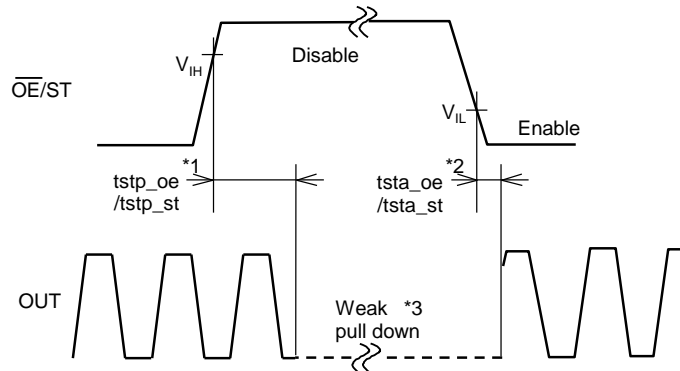 Disable
V_IH
OE/ST
V_IL
Enable
*1
tstp_oe
/tstp_st
*2
tsta_oe
/tsta_st
OUT
Weak *3
pull down